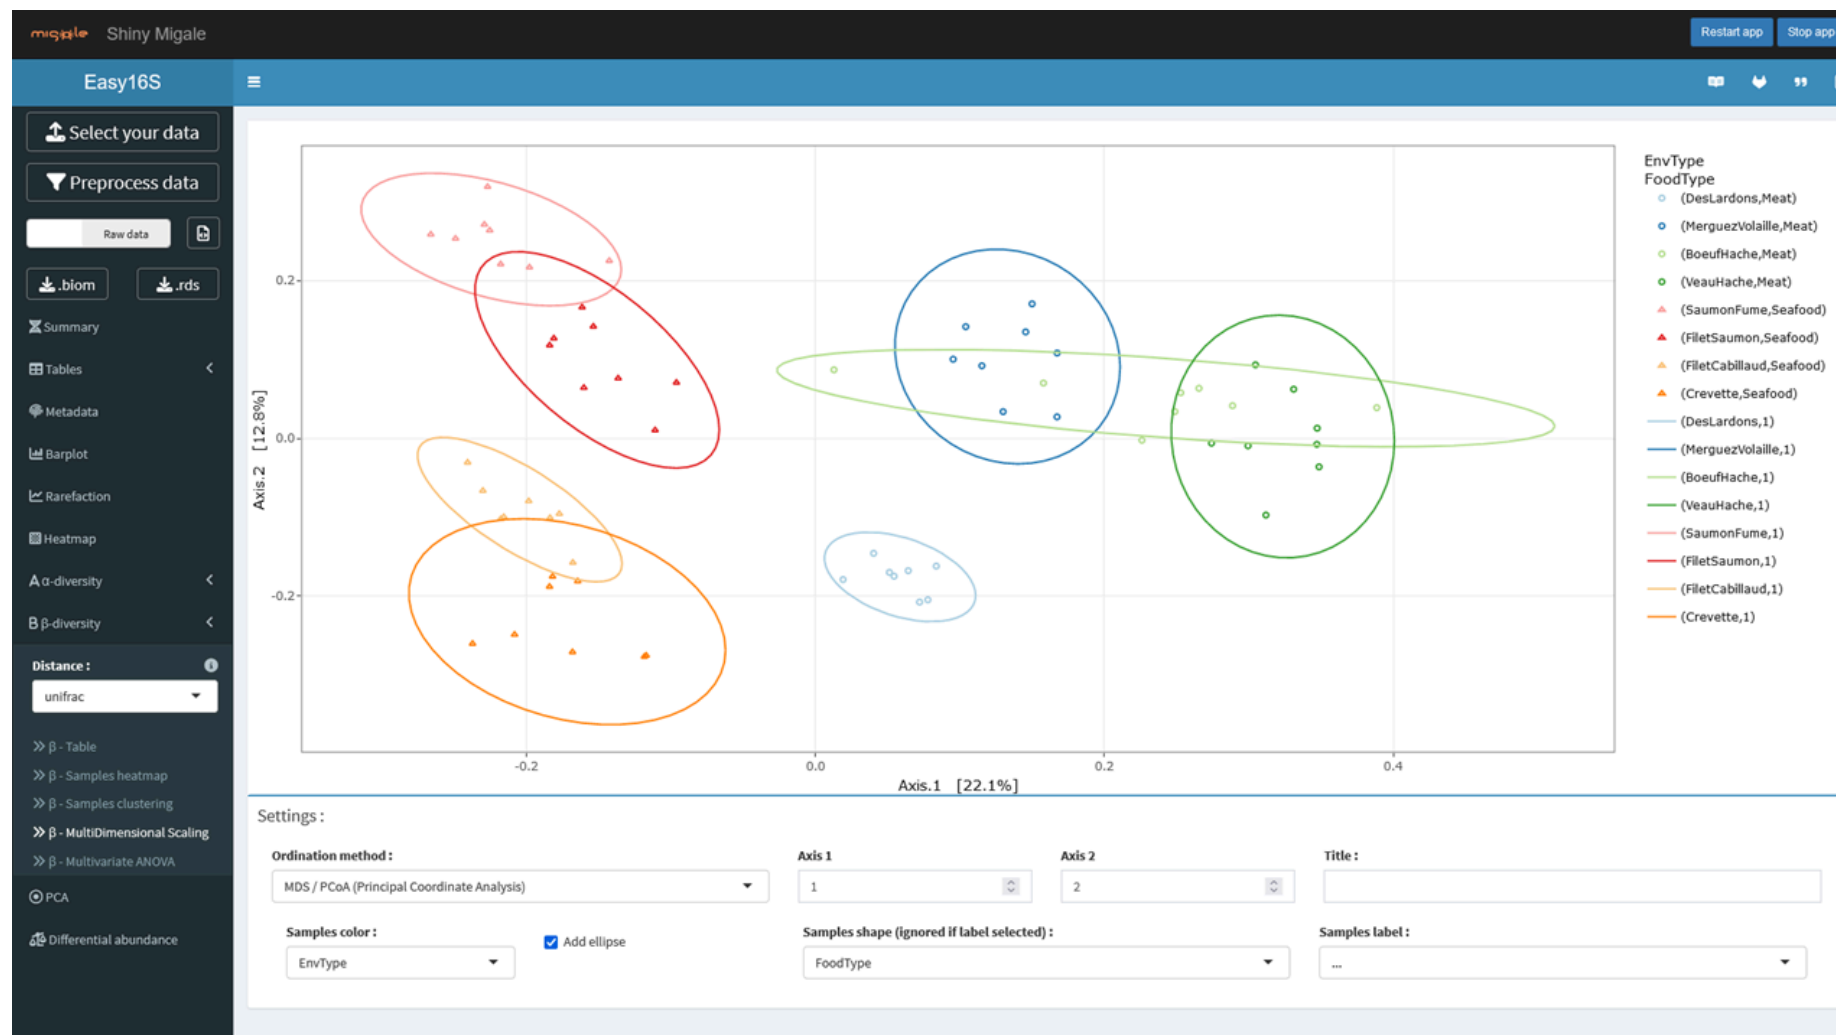 migale Shiny Migale
Restart app
Stop app
Easy16S
Select your data
Preprocess data
Raw data
.biom
.rds
Summary
Tables
Metadata
Barplot
Rarefaction
Heatmap
A α-diversity
B β-diversity
Distance :
unifrac
β - Table
β - Samples heatmap
β - Samples clustering
β - MultiDimensional Scaling
β - Multivariate ANOVA
PCA
Differential abundance
Axis.2 [12.8%]
0.2
0.0
-0.2
-0.2
0.0
0.2
0.4
Axis.1 [22.1%]
EnvType
FoodType
(DesLardons,Meat)
(MerguezVolaille,Meat)
(BoeufHache,Meat)
(VeauHache,Meat)
(SaumonFume,Seafood)
(FiletSaumon,Seafood)
(FiletCabillaud,Seafood)
(Crevette,Seafood)
(DesLardons,1)
(MerguezVolaille,1)
(BoeufHache,1)
(VeauHache,1)
(SaumonFume,1)
(FiletSaumon,1)
(FiletCabillaud,1)
(Crevette,1)
Settings :
Ordination method :
MDS / PCoA (Principal Coordinate Analysis)
Axis 1
1
Axis 2
2
Title :
Samples color :
EnvType
Add ellipse
Samples shape (ignored if label selected) :
FoodType
Samples label :
...